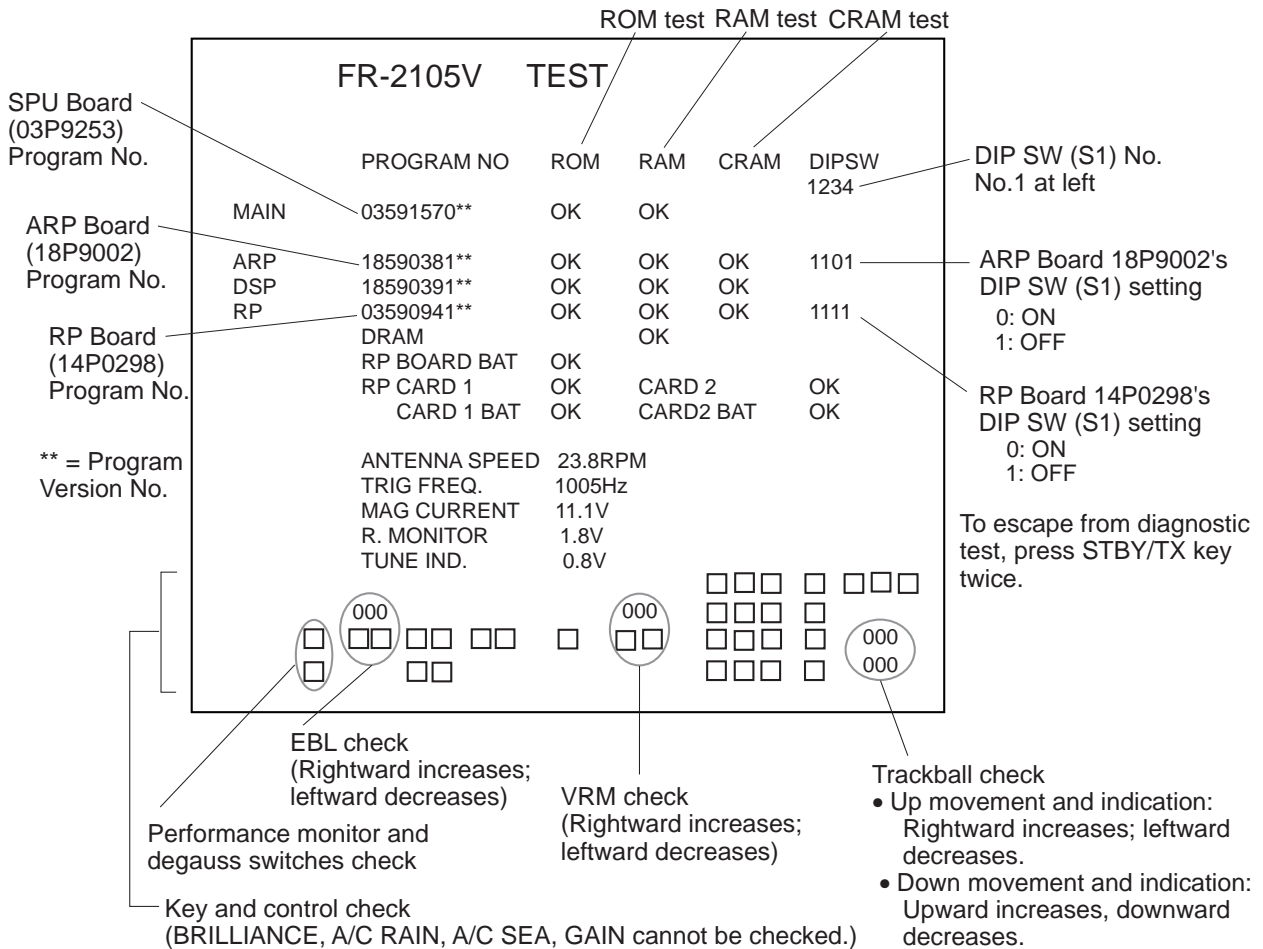 ROM test RAM test CRAM test
FR-2105V TEST
SPU Board
(03P9253)
Program No.
PROGRAM NO ROM RAM CRAM DIPSW
1234
DIP SW (S1) No.
No.1 at left
MAIN 03591570** OK OK
ARP Board
(18P9002)
Program No.
ARP 18590381** OK OK OK 1101
DSP 18590391** OK OK OK
RP 03590941** OK OK OK 1111
ARP Board 18P9002's
DIP SW (S1) setting
0: ON
1: OFF
RP Board
(14P0298)
Program No.
DRAM OK
RP BOARD BAT OK
RP CARD 1 OK CARD 2 OK
CARD 1 BAT OK CARD2 BAT OK
RP Board 14P0298's
DIP SW (S1) setting
0: ON
1: OFF
** = Program
Version No.
ANTENNA SPEED 23.8RPM
TRIG FREQ. 1005Hz
MAG CURRENT 11.1V
R. MONITOR 1.8V
TUNE IND. 0.8V
To escape from diagnostic
test, press STBY/TX key
twice.
000 000 000
000
EBL check
(Rightward increases;
leftward decreases)
VRM check
(Rightward increases;
leftward decreases)
Trackball check
• Up movement and indication:
Rightward increases; leftward
decreases.
• Down movement and indication:
Upward increases, downward
decreases.
Performance monitor and
degauss switches check
Key and control check
(BRILLIANCE, A/C RAIN, A/C SEA, GAIN cannot be checked.)